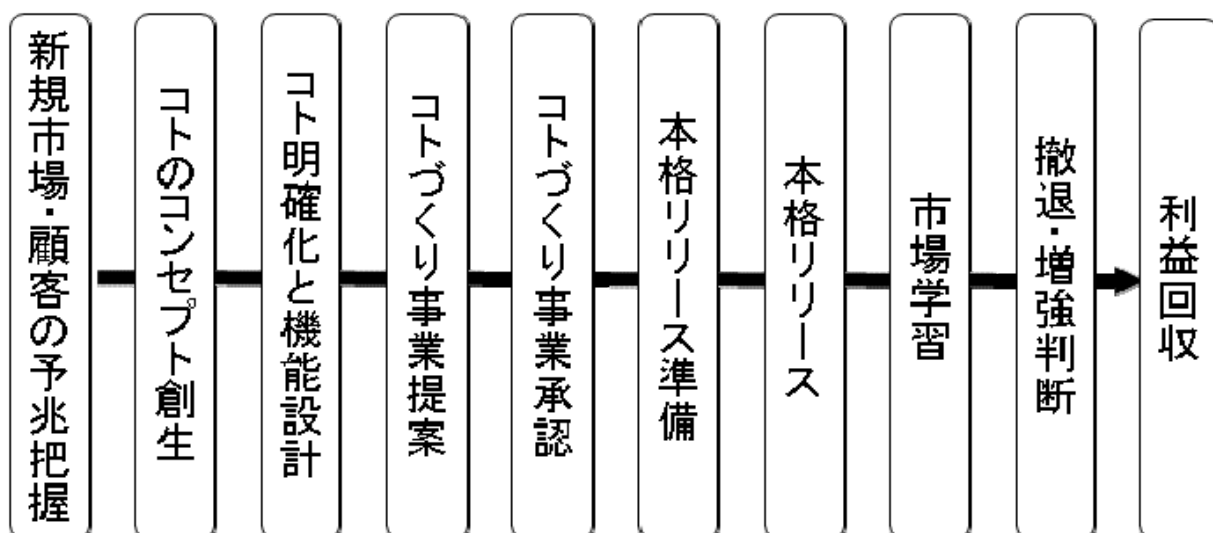 新規市場・顧客の予兆把握
コトのコンセプト創生
コト明確化と機能設計
コトづくり事業提案
コトづくり事業承認
本格リリース準備
本格リリース
市場学習
撤退・増強判断
利益回収